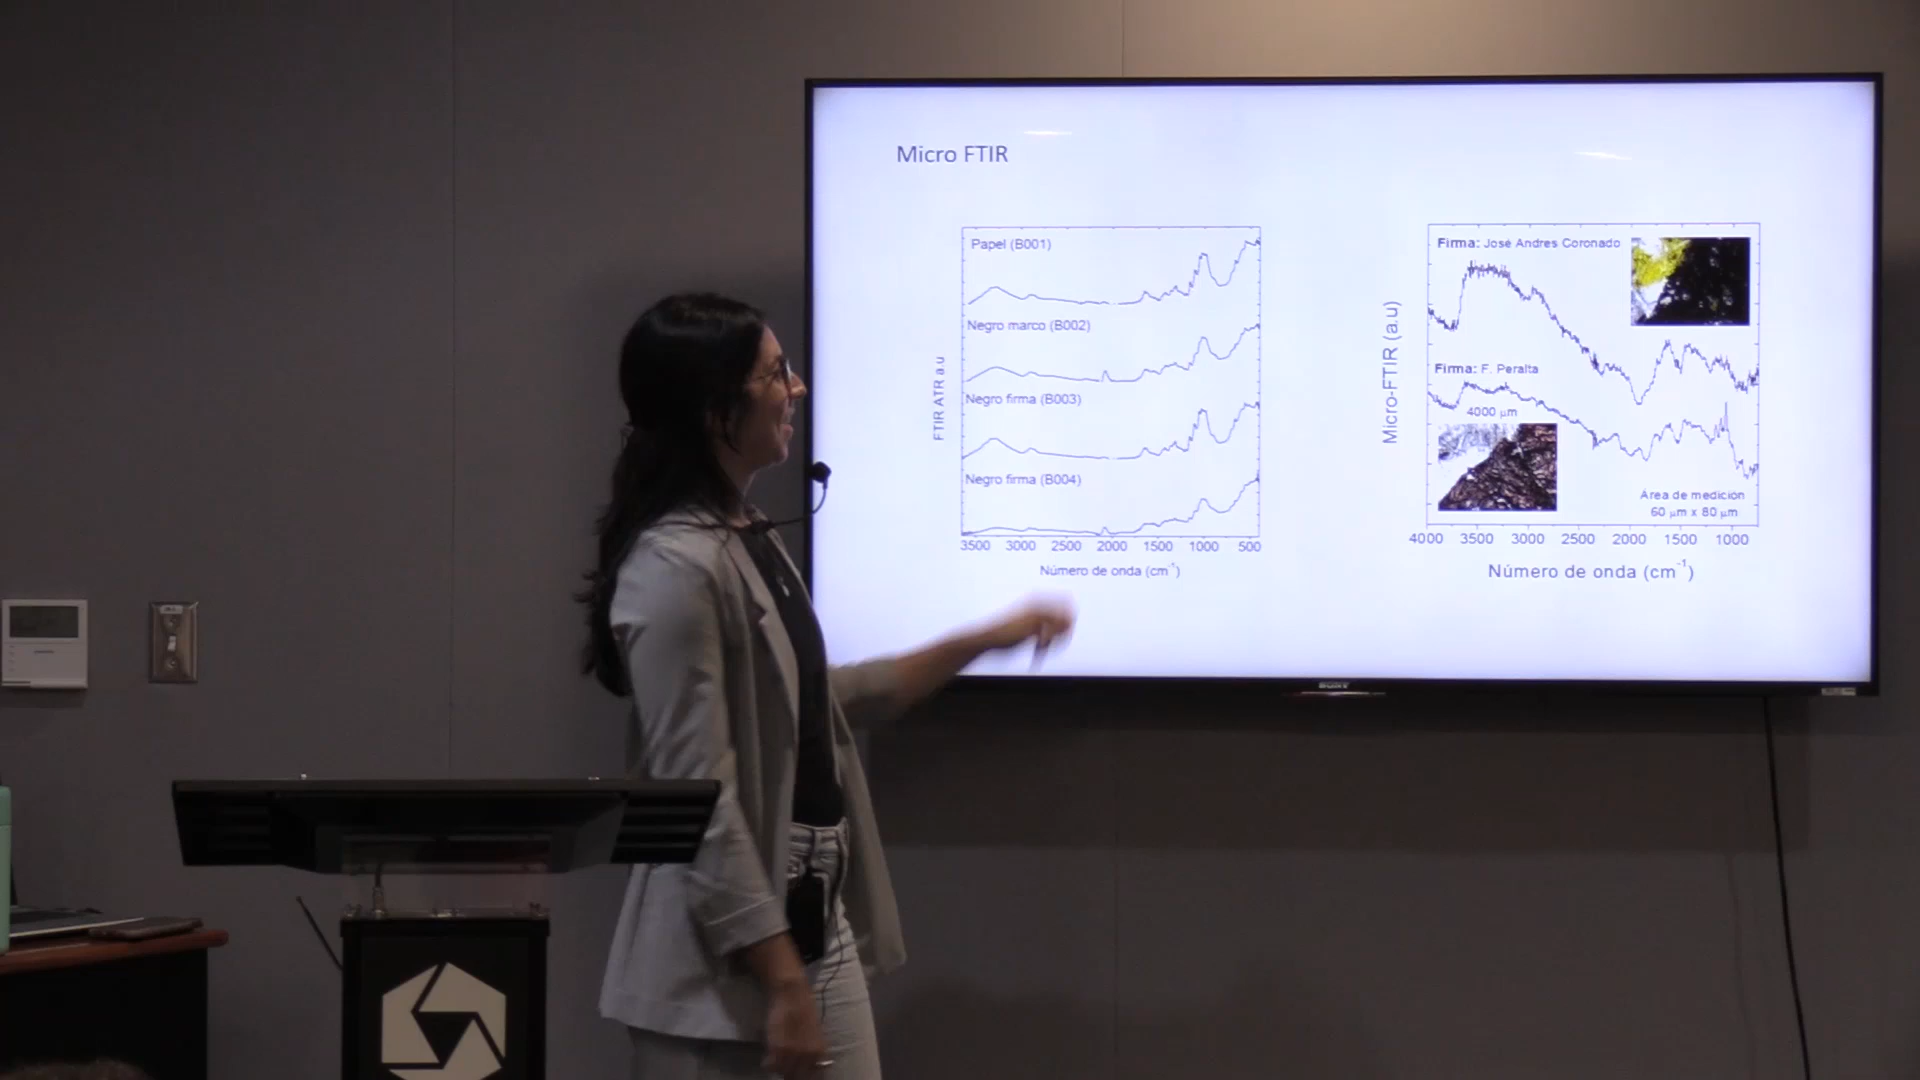 Micro FTIR
Papel (B001)
Negro marco (B002)
Negro firma (B003)
Negro firma (B004)
FTIR ATR a.u
3500 3000 2500 2000 1500 1000 500
Número de onda (cm⁻¹)
Firma: José Andres Coronado
Firma: F. Peralta
4000 μm
Área de medicion
60 μm x 80 μm
Micro-FTIR (a.u)
4000 3500 3000 2500 2000 1500 1000
Número de onda (cm⁻¹)
SONY